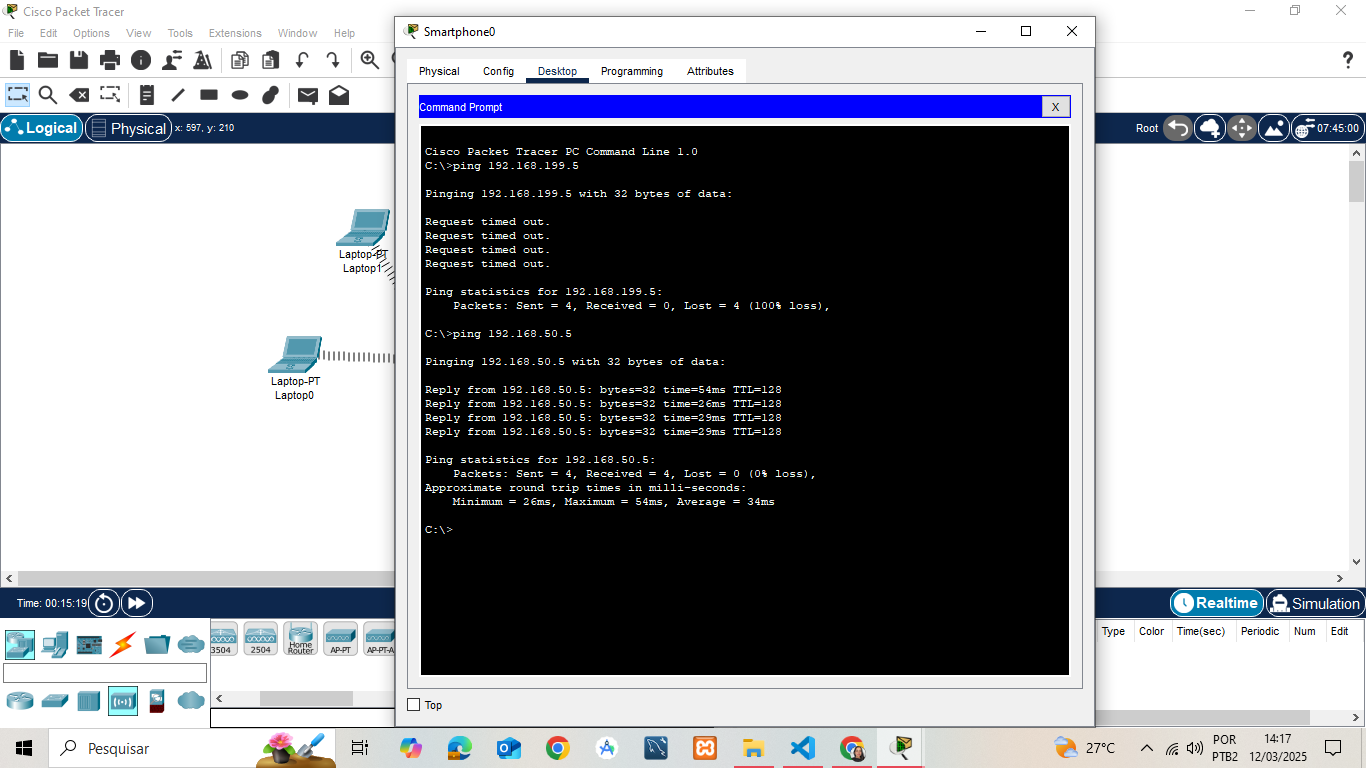 Cisco Packet Tracer
File Edit Options View Tools Extensions Window Help
Logical
Physical
x: 597, y: 210
Root
07:45:00
Laptop-PT
Laptop1
Laptop-PT
Laptop0
Smartphone0
Physical Config Desktop Programming Attributes
Command Prompt
X
Cisco Packet Tracer PC Command Line 1.0
C:\>ping 192.168.199.5
Pinging 192.168.199.5 with 32 bytes of data:
Request timed out.
Request timed out.
Request timed out.
Request timed out.
Ping statistics for 192.168.199.5:
Packets: Sent = 4, Received = 0, Lost = 4 (100% loss),
C:\>ping 192.168.50.5
Pinging 192.168.50.5 with 32 bytes of data:
Reply from 192.168.50.5: bytes=32 time=54ms TTL=128
Reply from 192.168.50.5: bytes=32 time=26ms TTL=128
Reply from 192.168.50.5: bytes=32 time=29ms TTL=128
Reply from 192.168.50.5: bytes=32 time=29ms TTL=128
Ping statistics for 192.168.50.5:
Packets: Sent = 4, Received = 4, Lost = 0 (0% loss),
Approximate round trip times in milli-seconds:
Minimum = 26ms, Maximum = 54ms, Average = 34ms
C:\>
Top
Time: 00:15:19
Realtime
Simulation
3504 2504 Home Router AP-PT AP-PT-A
Type Color Time(sec) Periodic Num Edit
Pesquisar
27°C
POR
PTB2
14:17
12/03/2025